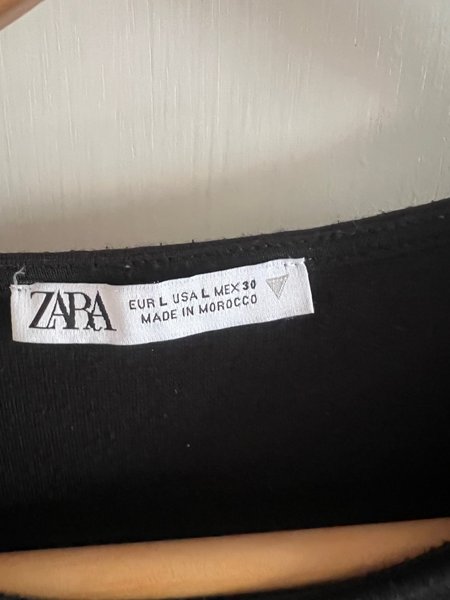 ZARA
EUR L USA L MEX 30
MADE IN MOROCCO